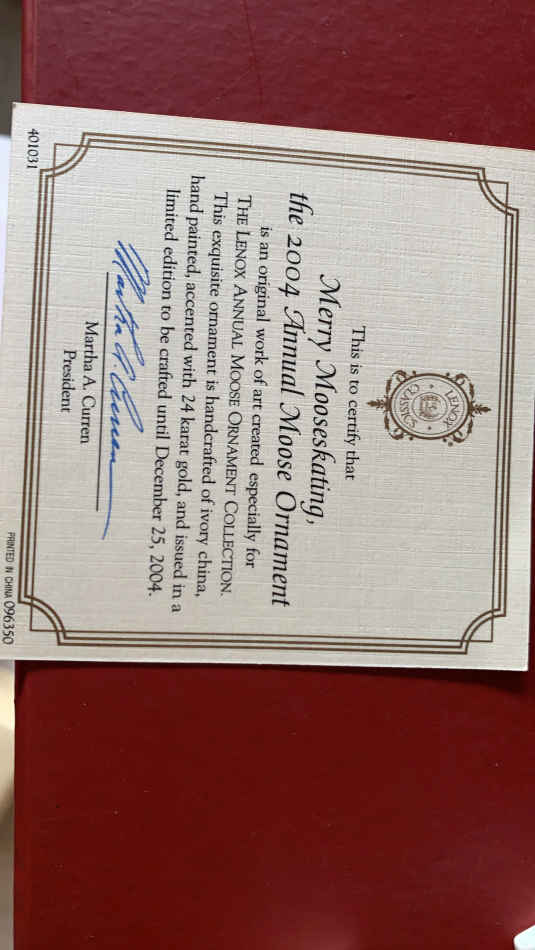 LENOX
CLASSICS
This is to certify that
Merry Mooseskating,
the 2004 Annual Moose Ornament
is an original work of art created especially for
THE LENOX ANNUAL MOOSE ORNAMENT COLLECTION.
This exquisite ornament is handcrafted of ivory china,
hand painted, accented with 24 karat gold, and issued in a
limited edition to be crafted until December 25, 2004.
Martha A. Curren
Martha A. Curren
President
401031
PRINTED IN CHINA 096350